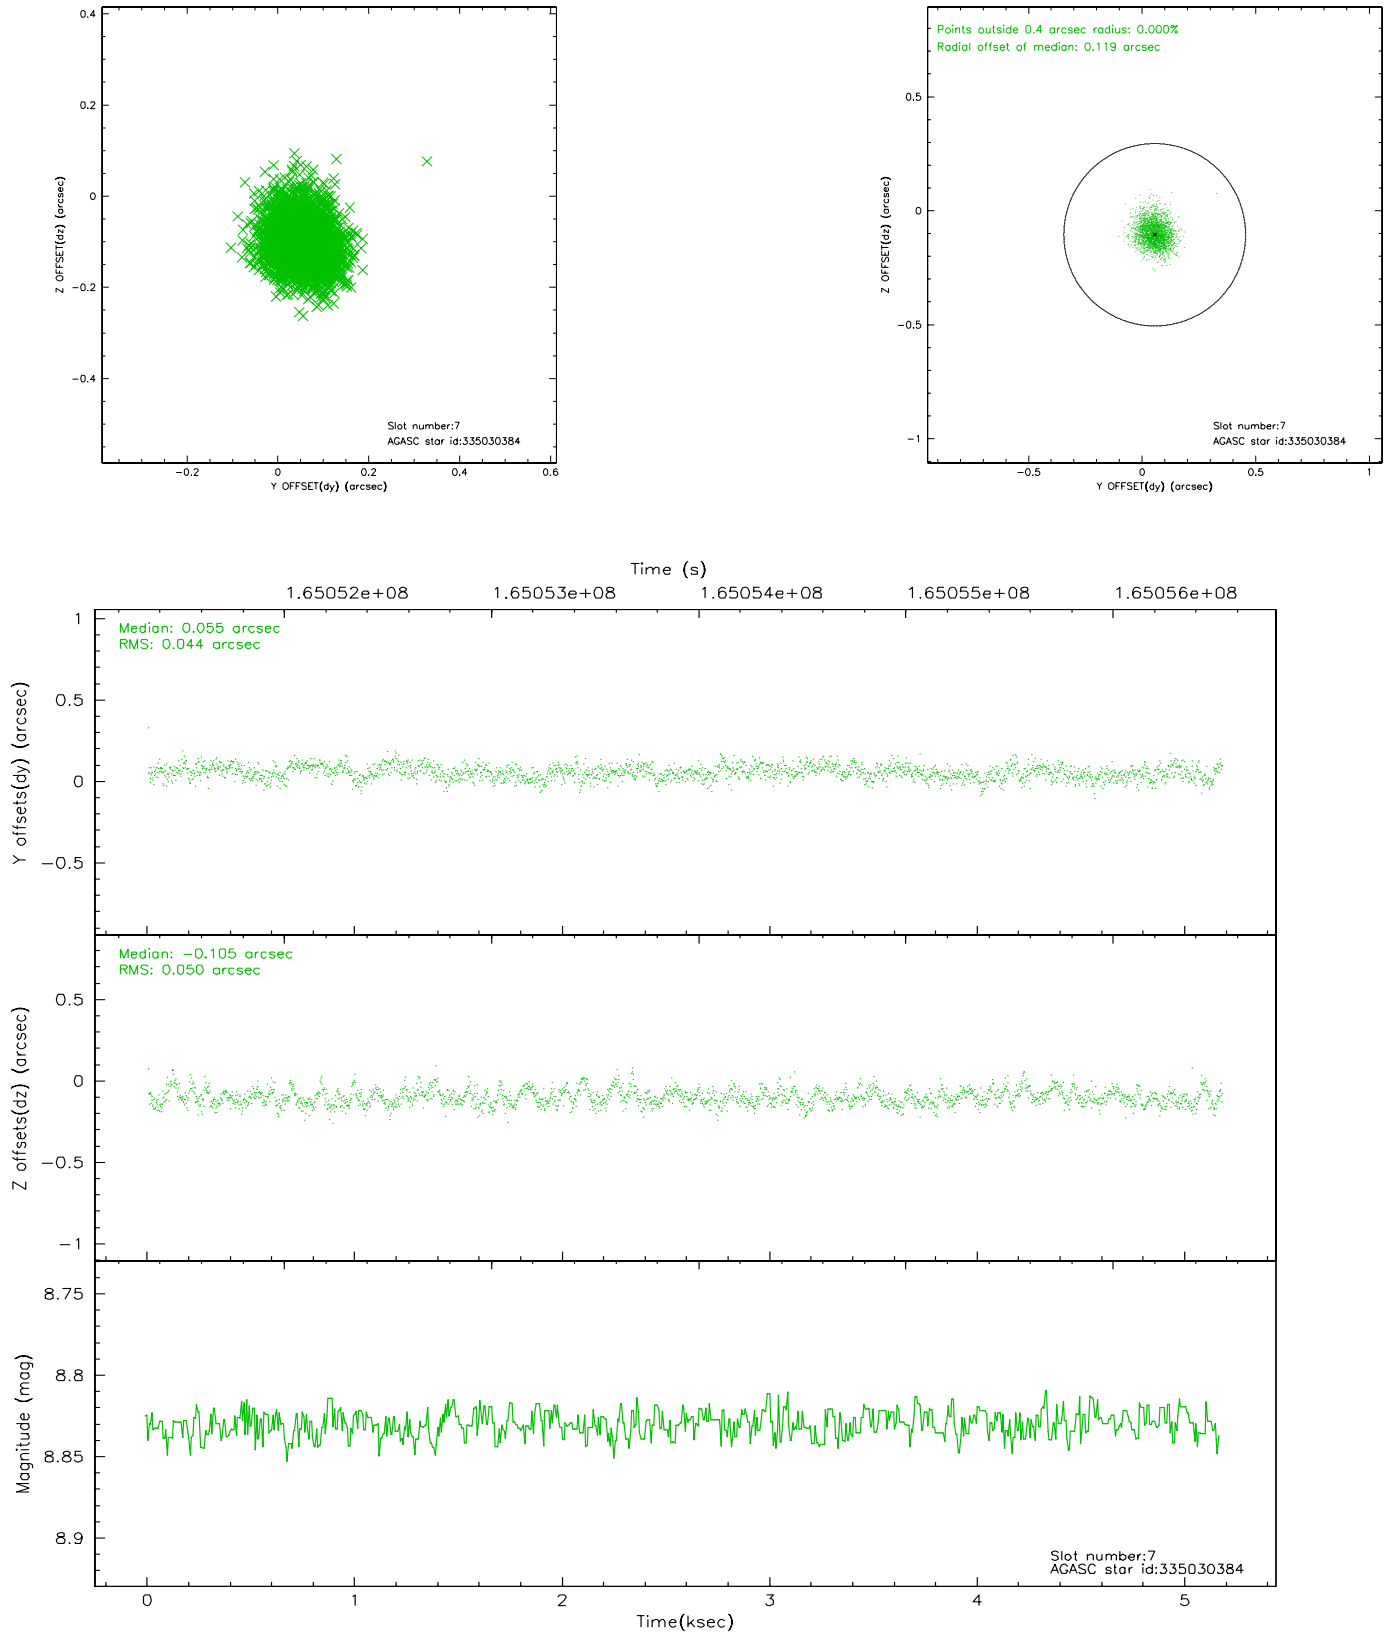 0.4
0.2
0
−0.2
−0.4
Z OFFSET(dz) (arcsec)
Slot number:7
AGASC star id:335030384
−0.2
0
0.2
0.4
0.6
Y OFFSET(dy) (arcsec)
Points outside 0.4 arcsec radius: 0.000%
Radial offset of median: 0.119 arcsec
0.5
0
−0.5
−1
Z OFFSET(dz) (arcsec)
Slot number:7
AGASC star id:335030384
−0.5
0
0.5
1
Y OFFSET(dy) (arcsec)
Time (s)
1.65052e+08
1.65053e+08
1.65054e+08
1.65055e+08
1.65056e+08
Median: 0.055 arcsec
RMS: 0.044 arcsec
1
0.5
0
−0.5
Y offsets(dy) (arcsec)
Median: −0.105 arcsec
RMS: 0.050 arcsec
0.5
0
−0.5
−1
Z offsets(dz) (arcsec)
8.75
8.8
8.85
8.9
Magnitude (mag)
Slot number:7
AGASC star id:335030384
0
1
2
3
4
5
Time(ksec)